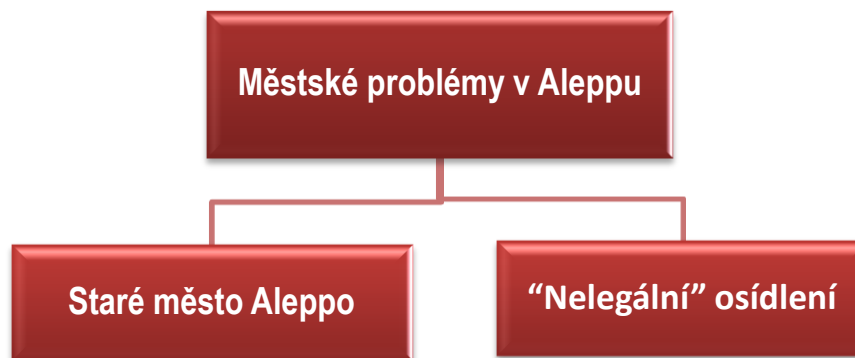 Městské problémy v Aleppu
Staré město Aleppo
“Nelegální” osídlení